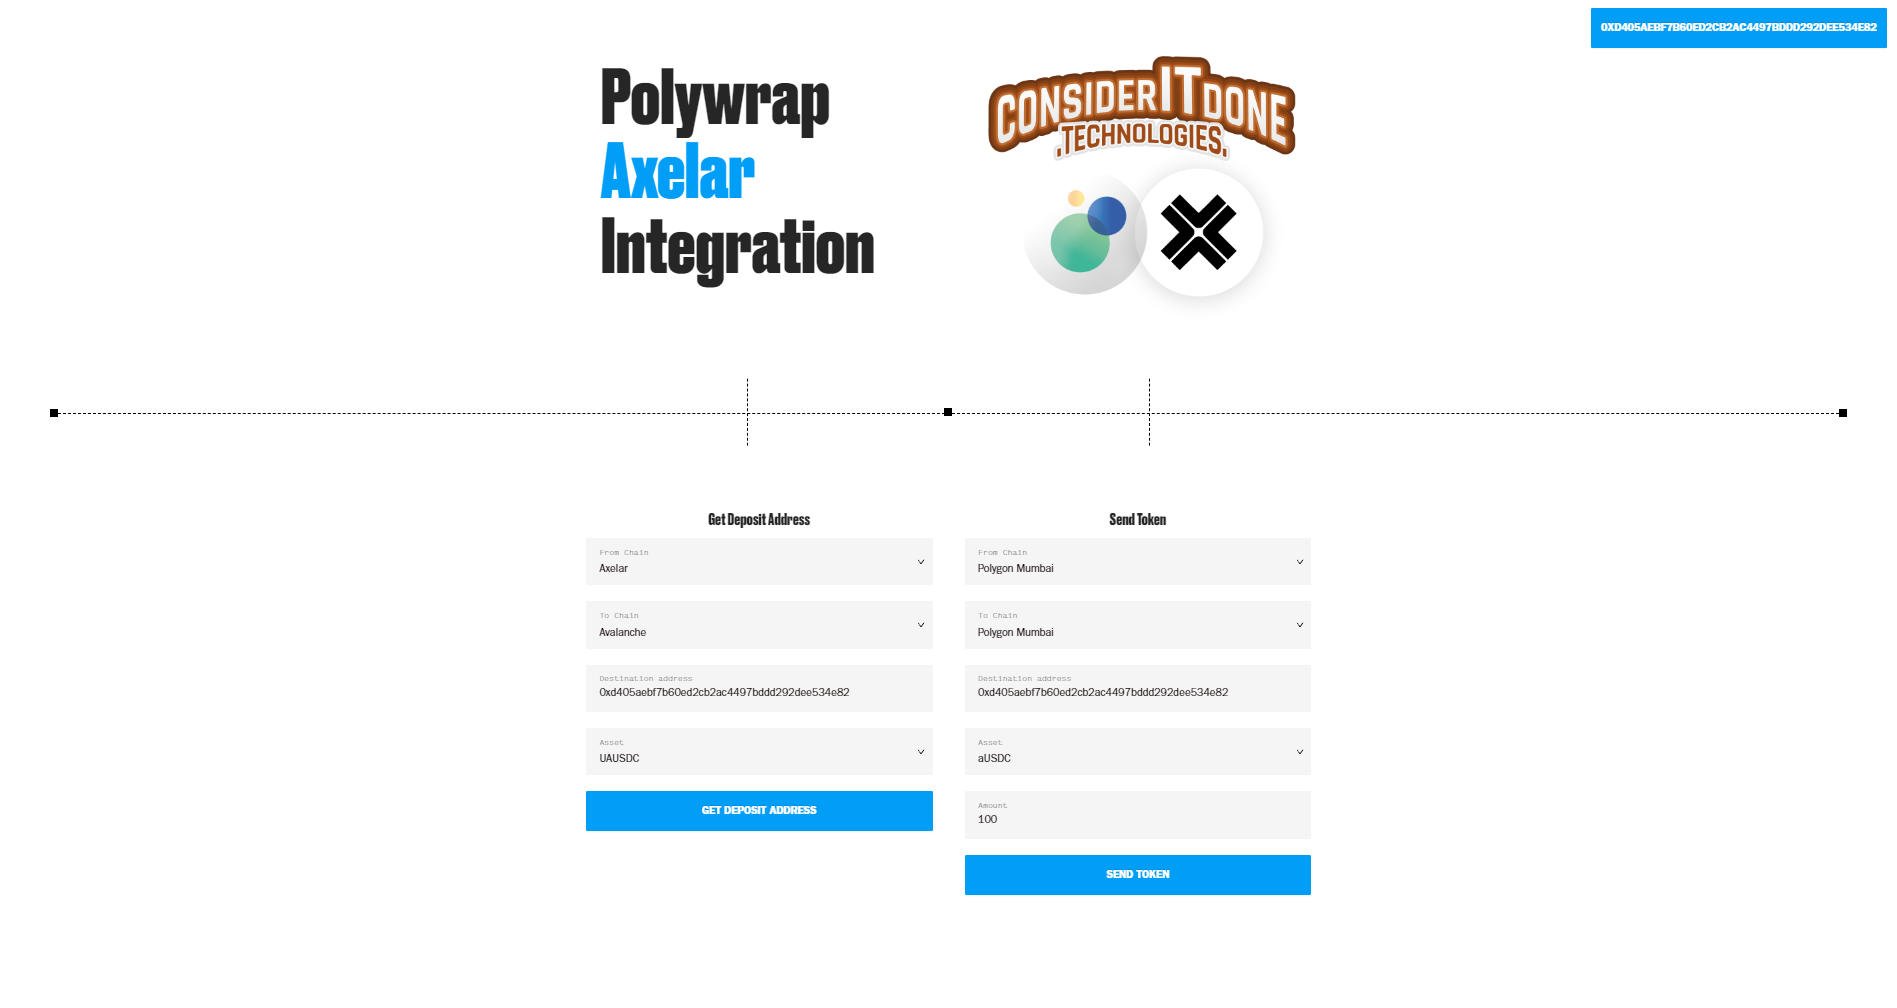 0XD405AEBF7B60ED2CB2AC4497BDDD292DEE534E82
Polywrap
Axelar
Integration
CONSIDER IT DONE
.TECHNOLOGIES.
Get Deposit Address
From Chain
Axelar
To Chain
Avalanche
Destination address
0xd405aebf7b60ed2cb2ac4497bddd292dee534e82
Asset
UAUSDC
GET DEPOSIT ADDRESS
Send Token
From Chain
Polygon Mumbai
To Chain
Polygon Mumbai
Destination address
0xd405aebf7b60ed2cb2ac4497bddd292dee534e82
Asset
aUSDC
Amount
100
SEND TOKEN